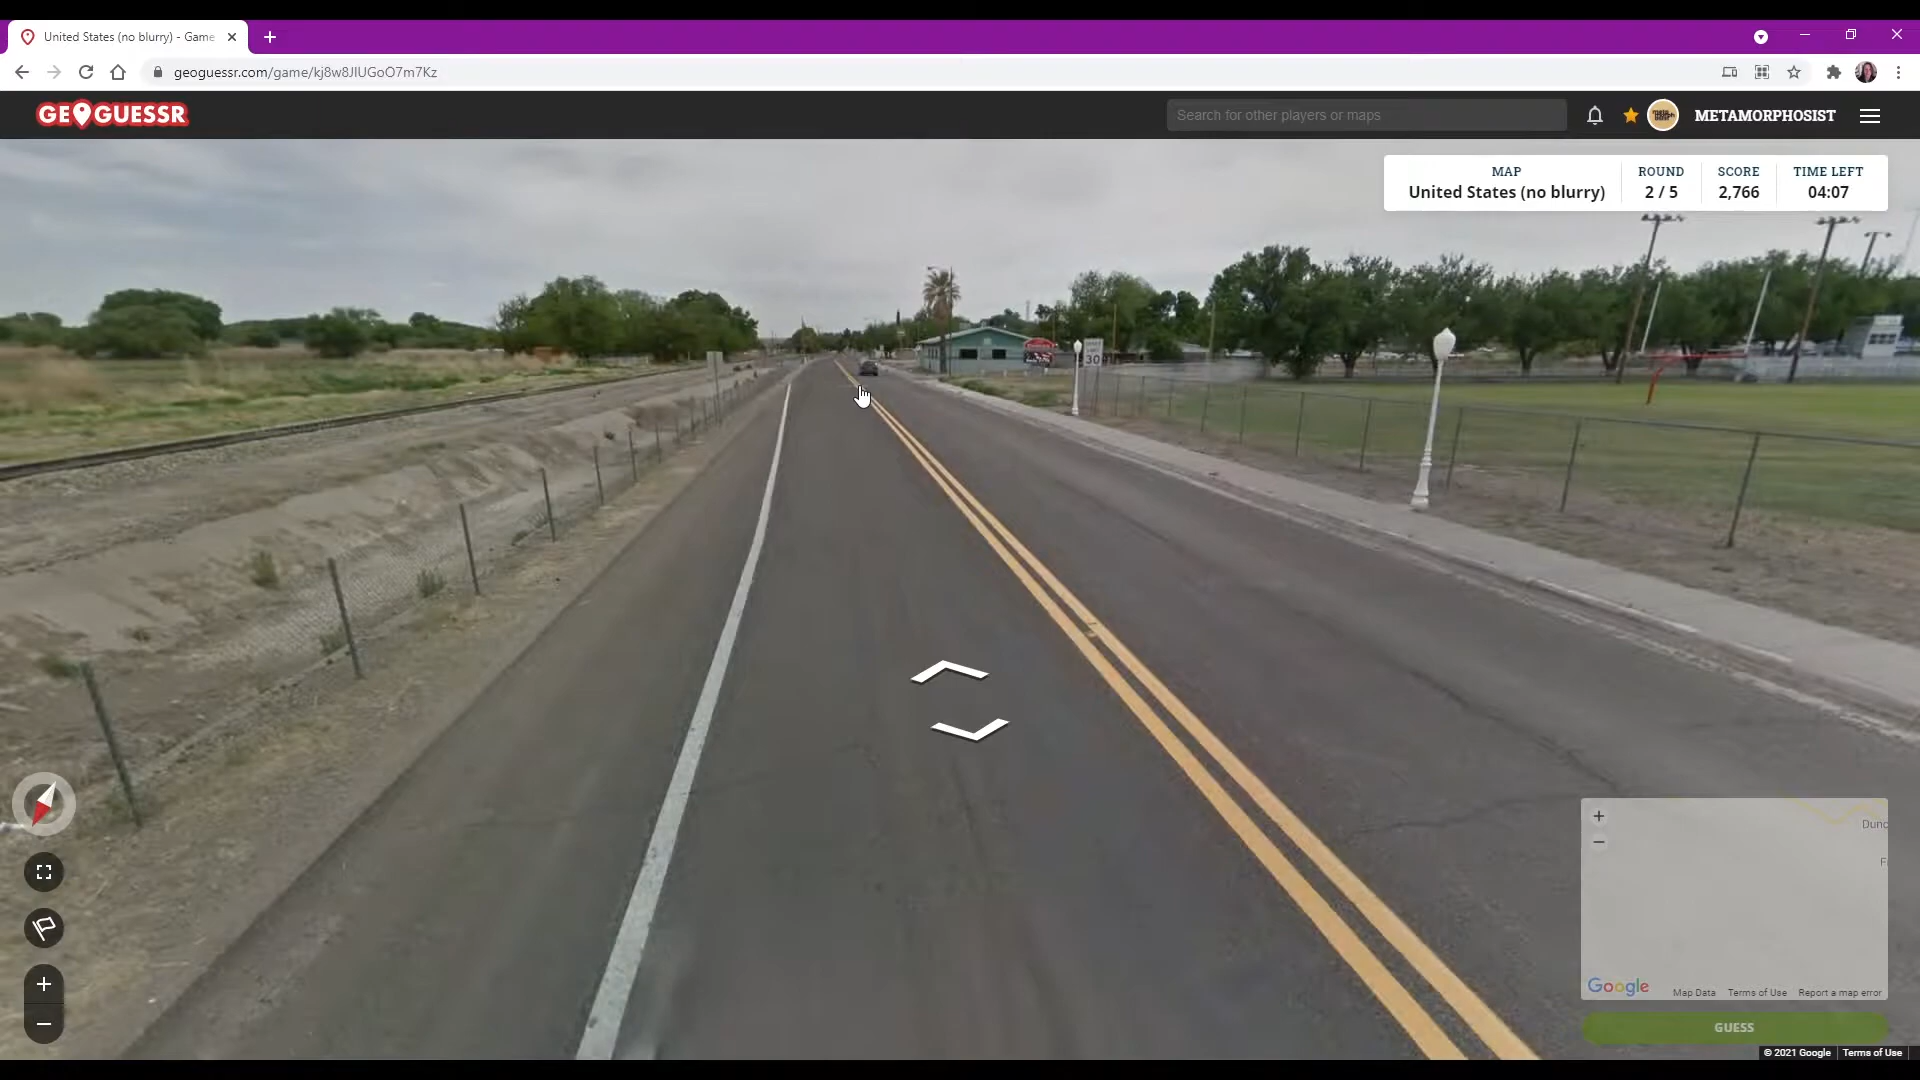 United States (no blurry) - Game
geoguessr.com/game/kj8w8JIUGoO7m7Kz
GEOGUESSR
Search for other players or maps
METAMORPHOSIST
MAP
United States (no blurry)
ROUND
2 / 5
SCORE
2,766
TIME LEFT
04:07
30
Dunc
F
Google
Map Data
Terms of Use
Report a map error
GUESS
© 2021 Google
Terms of Use